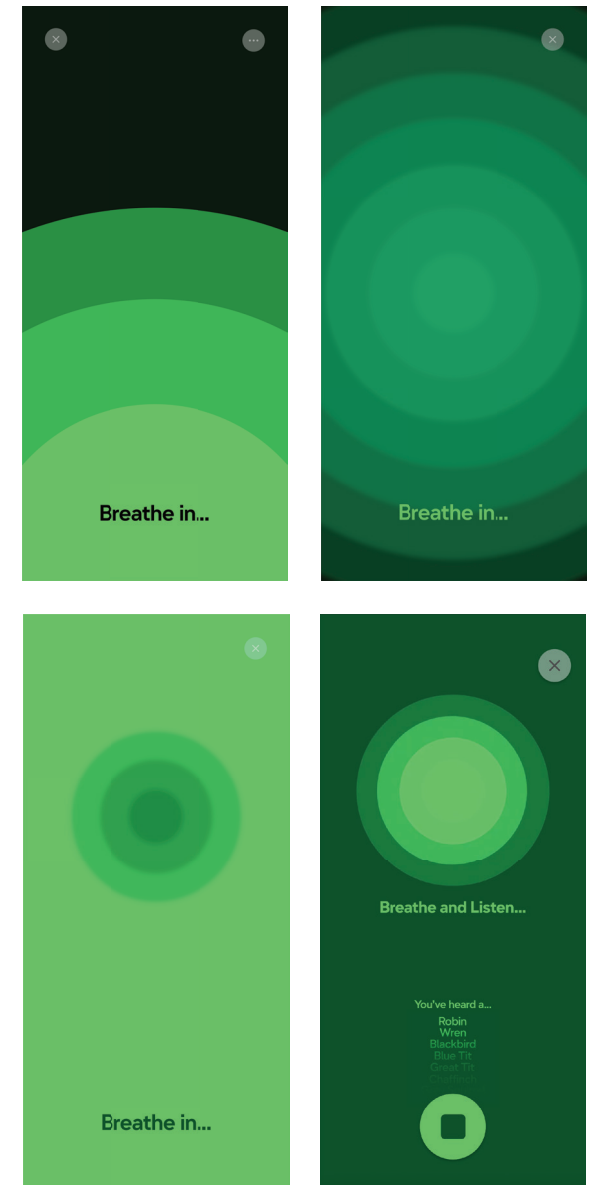 Breathe in...
Breathe in...
Breathe in...
Breathe and Listen...
You've heard a...
Robin
Wren
Blackbird
Blue Tit
Great Tit